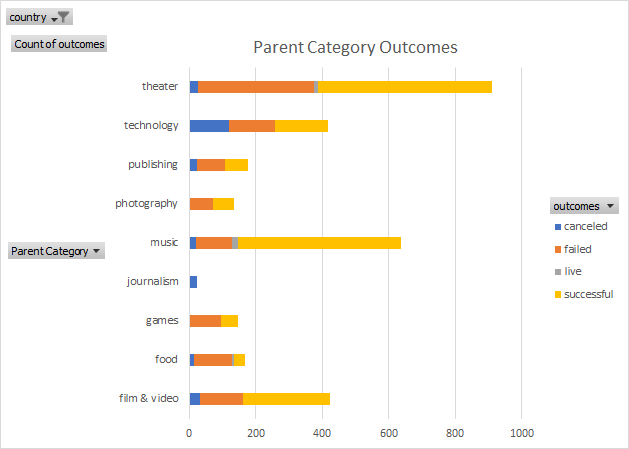 country
Count of outcomes
Parent Category Outcomes
theater
technology
publishing
photography
music
journalism
games
food
film & video
Parent Category
0 200 400 600 800 1000
outcomes
canceled
failed
live
successful